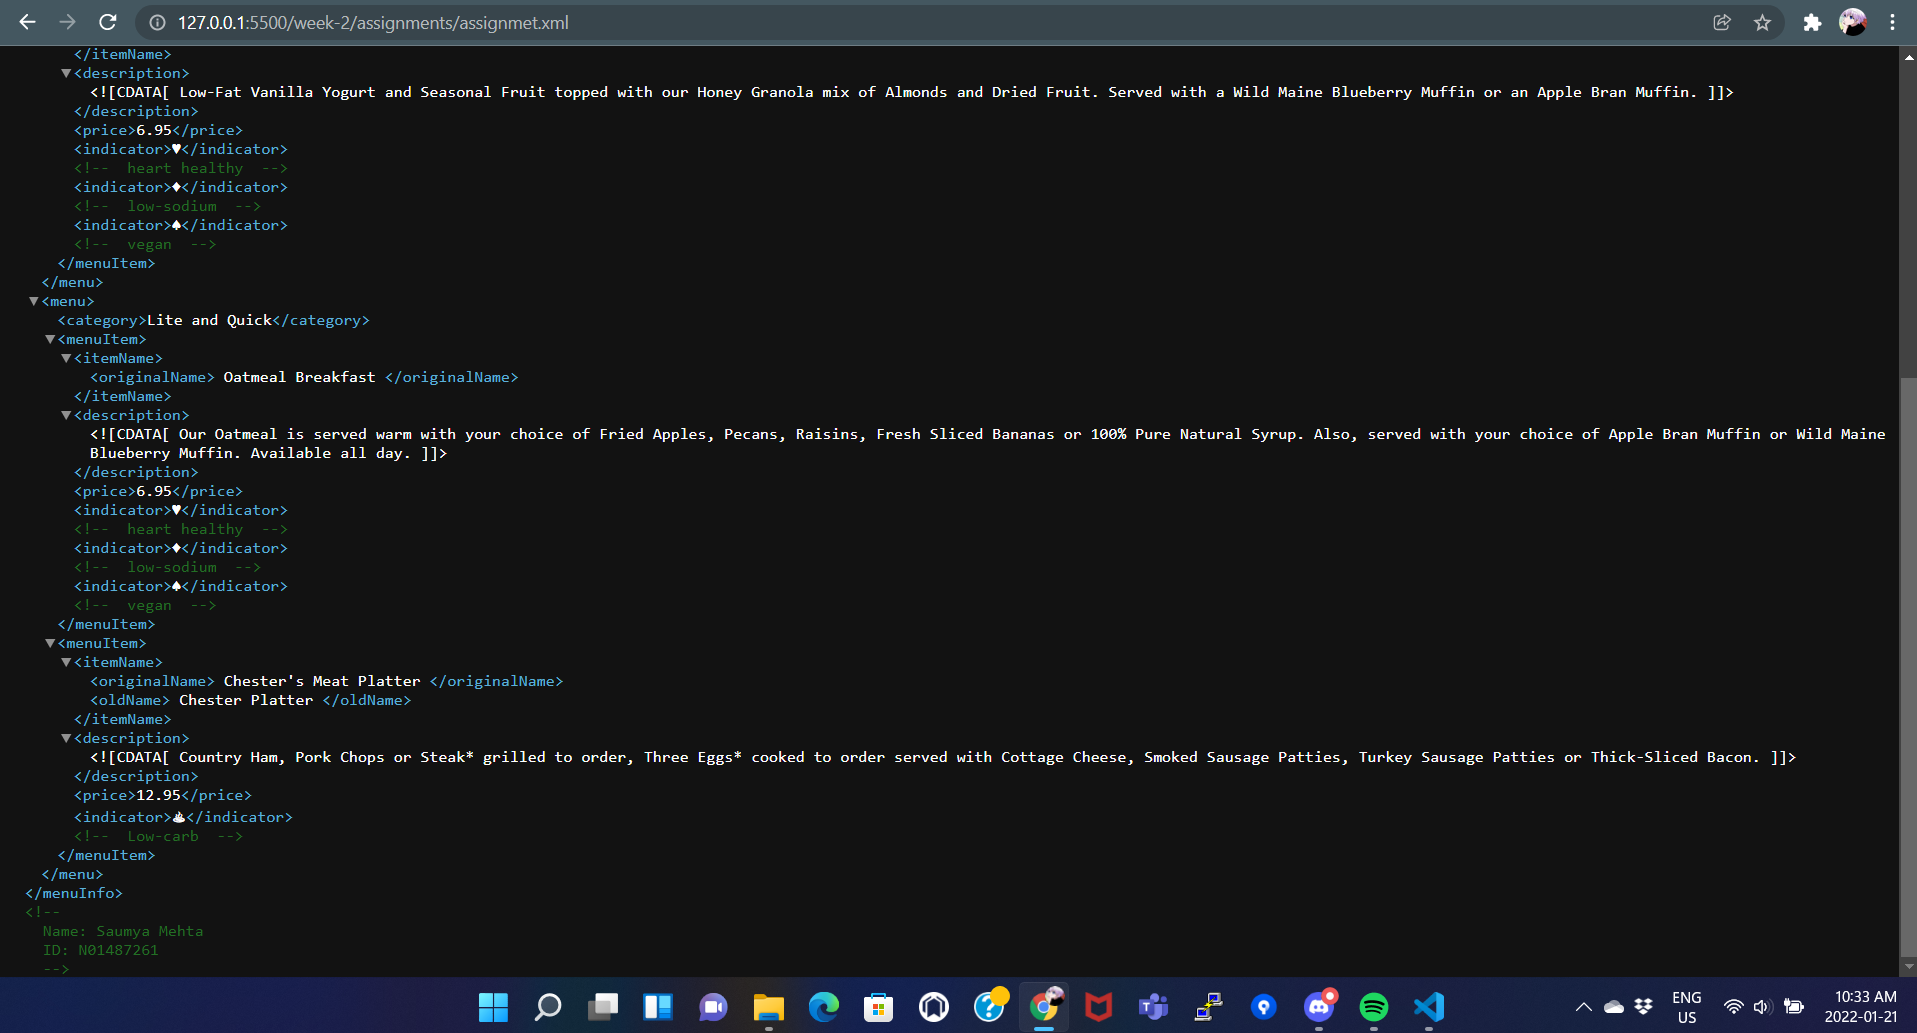 127.0.0.1:5500/week-2/assignments/assignmet.xml
</itemName>
▼<description>
<![CDATA[ Low-Fat Vanilla Yogurt and Seasonal Fruit topped with our Honey Granola mix of Almonds and Dried Fruit. Served with a Wild Maine Blueberry Muffin or an Apple Bran Muffin. ]]>
</description>
<price>6.95</price>
<indicator>♥</indicator>
<!-- heart healthy -->
<indicator>♦</indicator>
<!-- low-sodium -->
<indicator>♠</indicator>
<!-- vegan -->
</menuItem>
</menu>
▼<menu>
<category>Lite and Quick</category>
▼<menuItem>
▼<itemName>
<originalName> Oatmeal Breakfast </originalName>
</itemName>
▼<description>
<![CDATA[ Our Oatmeal is served warm with your choice of Fried Apples, Pecans, Raisins, Fresh Sliced Bananas or 100% Pure Natural Syrup. Also, served with your choice of Apple Bran Muffin or Wild Maine
Blueberry Muffin. Available all day. ]]>
</description>
<price>6.95</price>
<indicator>♥</indicator>
<!-- heart healthy -->
<indicator>♦</indicator>
<!-- low-sodium -->
<indicator>♠</indicator>
<!-- vegan -->
</menuItem>
▼<menuItem>
▼<itemName>
<originalName> Chester's Meat Platter </originalName>
<oldName> Chester Platter </oldName>
</itemName>
▼<description>
<![CDATA[ Country Ham, Pork Chops or Steak* grilled to order, Three Eggs* cooked to order served with Cottage Cheese, Smoked Sausage Patties, Turkey Sausage Patties or Thick-Sliced Bacon. ]]>
</description>
<price>12.95</price>
<indicator>♨</indicator>
<!-- Low-carb -->
</menuItem>
</menu>
</menuInfo>
<!--
Name: Saumya Mehta
ID: N01487261
-->
ENG
US
10:33 AM
2022-01-21